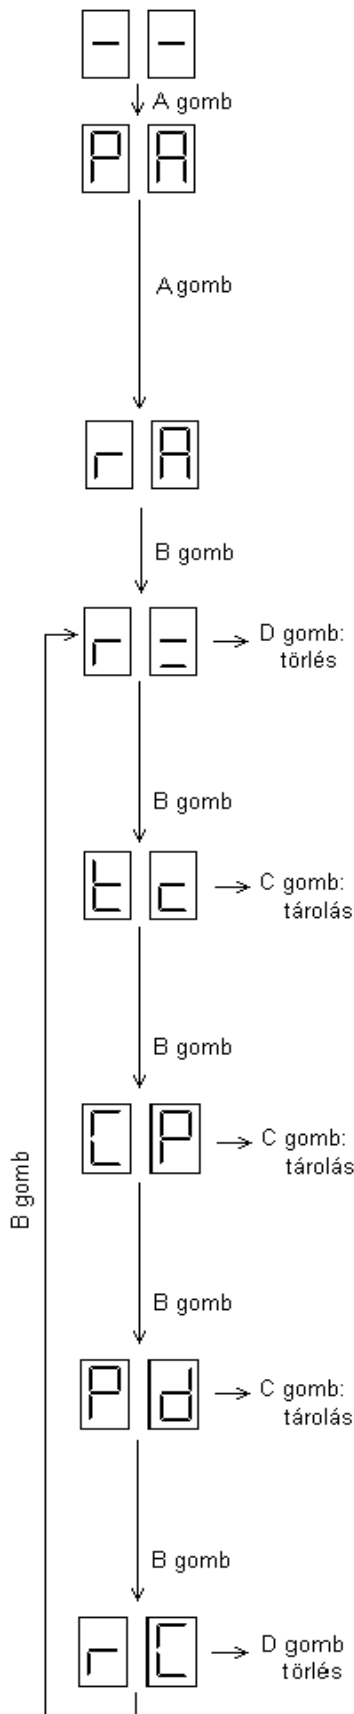 - -
A gomb
P A
A gomb
r A
B gomb
r =
D gomb:
törlés
B gomb
t c
C gomb:
tárolás
B gomb
C P
C gomb:
tárolás
B gomb
B gomb
P d
C gomb:
tárolás
B gomb
r C
D gomb
törlés